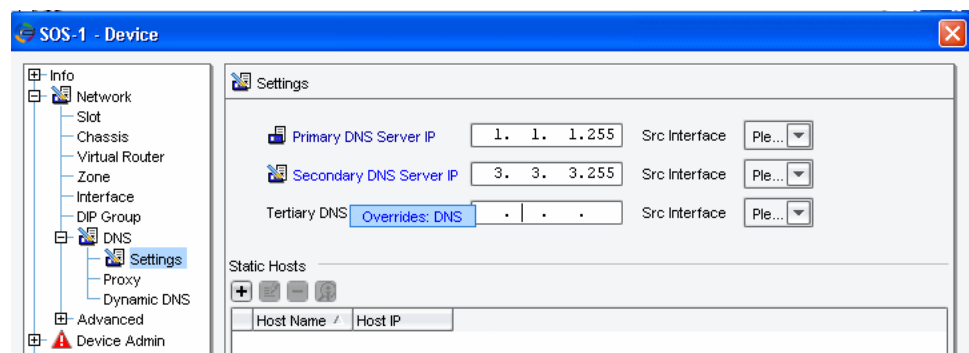 SOS-1 - Device
Info
Network
Slot
Chassis
Virtual Router
Zone
Interface
DIP Group
DNS
Settings
Proxy
Dynamic DNS
Advanced
Device Admin
Settings
Primary DNS Server IP 1. 1. 1.255 Src Interface Ple...
Secondary DNS Server IP 3. 3. 3.255 Src Interface Ple...
Tertiary DNS Overrides: DNS . . . Src Interface Ple...
Static Hosts
Host Name Host IP